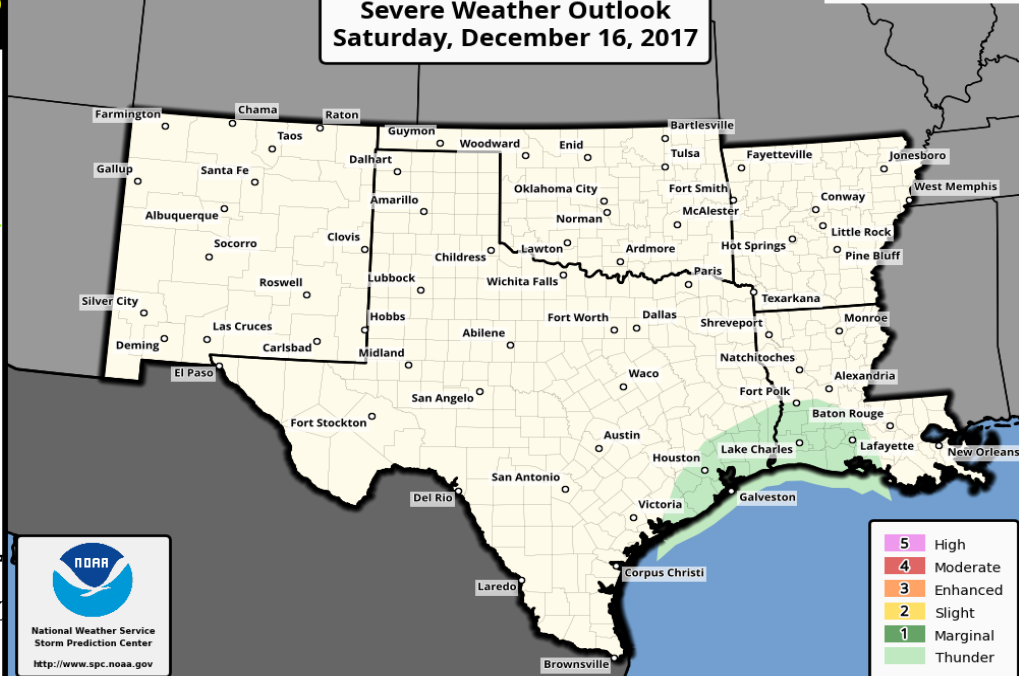 Severe Weather Outlook
Saturday, December 16, 2017
Farmington
Chama
Raton
Taos
Guymon
Woodward
Enid
Bartlesville
Tulsa
Fayetteville
Jonesboro
Gallup
Santa Fe
Dalhart
Oklahoma City
Fort Smith
West Memphis
Albuquerque
Amarillo
Norman
McAlester
Conway
Little Rock
Socorro
Clovis
Childress
Lawton
Ardmore
Hot Springs
Pine Bluff
Roswell
Lubbock
Wichita Falls
Paris
Texarkana
Silver City
Las Cruces
Hobbs
Abilene
Fort Worth
Dallas
Shreveport
Monroe
Deming
Carlsbad
Midland
Natchitoches
El Paso
San Angelo
Waco
Fort Polk
Alexandria
Fort Stockton
Austin
Baton Rouge
Houston
Lake Charles
Lafayette
New Orleans
Del Rio
San Antonio
Victoria
Galveston
Laredo
Corpus Christi
Brownsville
NOAA
National Weather Service
Storm Prediction Center
http://www.spc.noaa.gov
5 High
4 Moderate
3 Enhanced
2 Slight
1 Marginal
Thunder